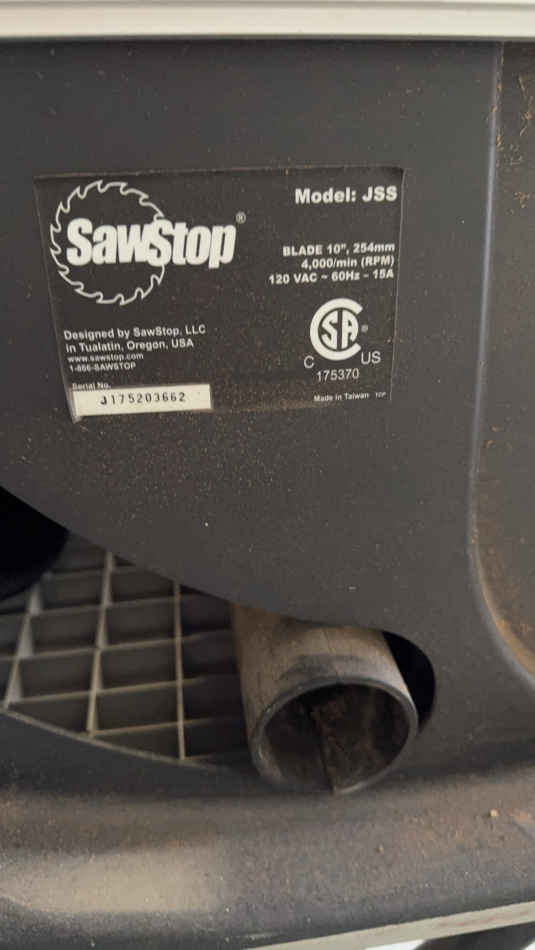 SawStop®
Model: JSS
BLADE 10", 254mm
4,000/min (RPM)
120 VAC ~ 60Hz - 15A
Designed by SawStop, LLC
in Tualatin, Oregon, USA
www.sawstop.com
1-866-SAWSTOP
Serial No.
J175203662
CSA®
C US
175370
Made in Taiwan